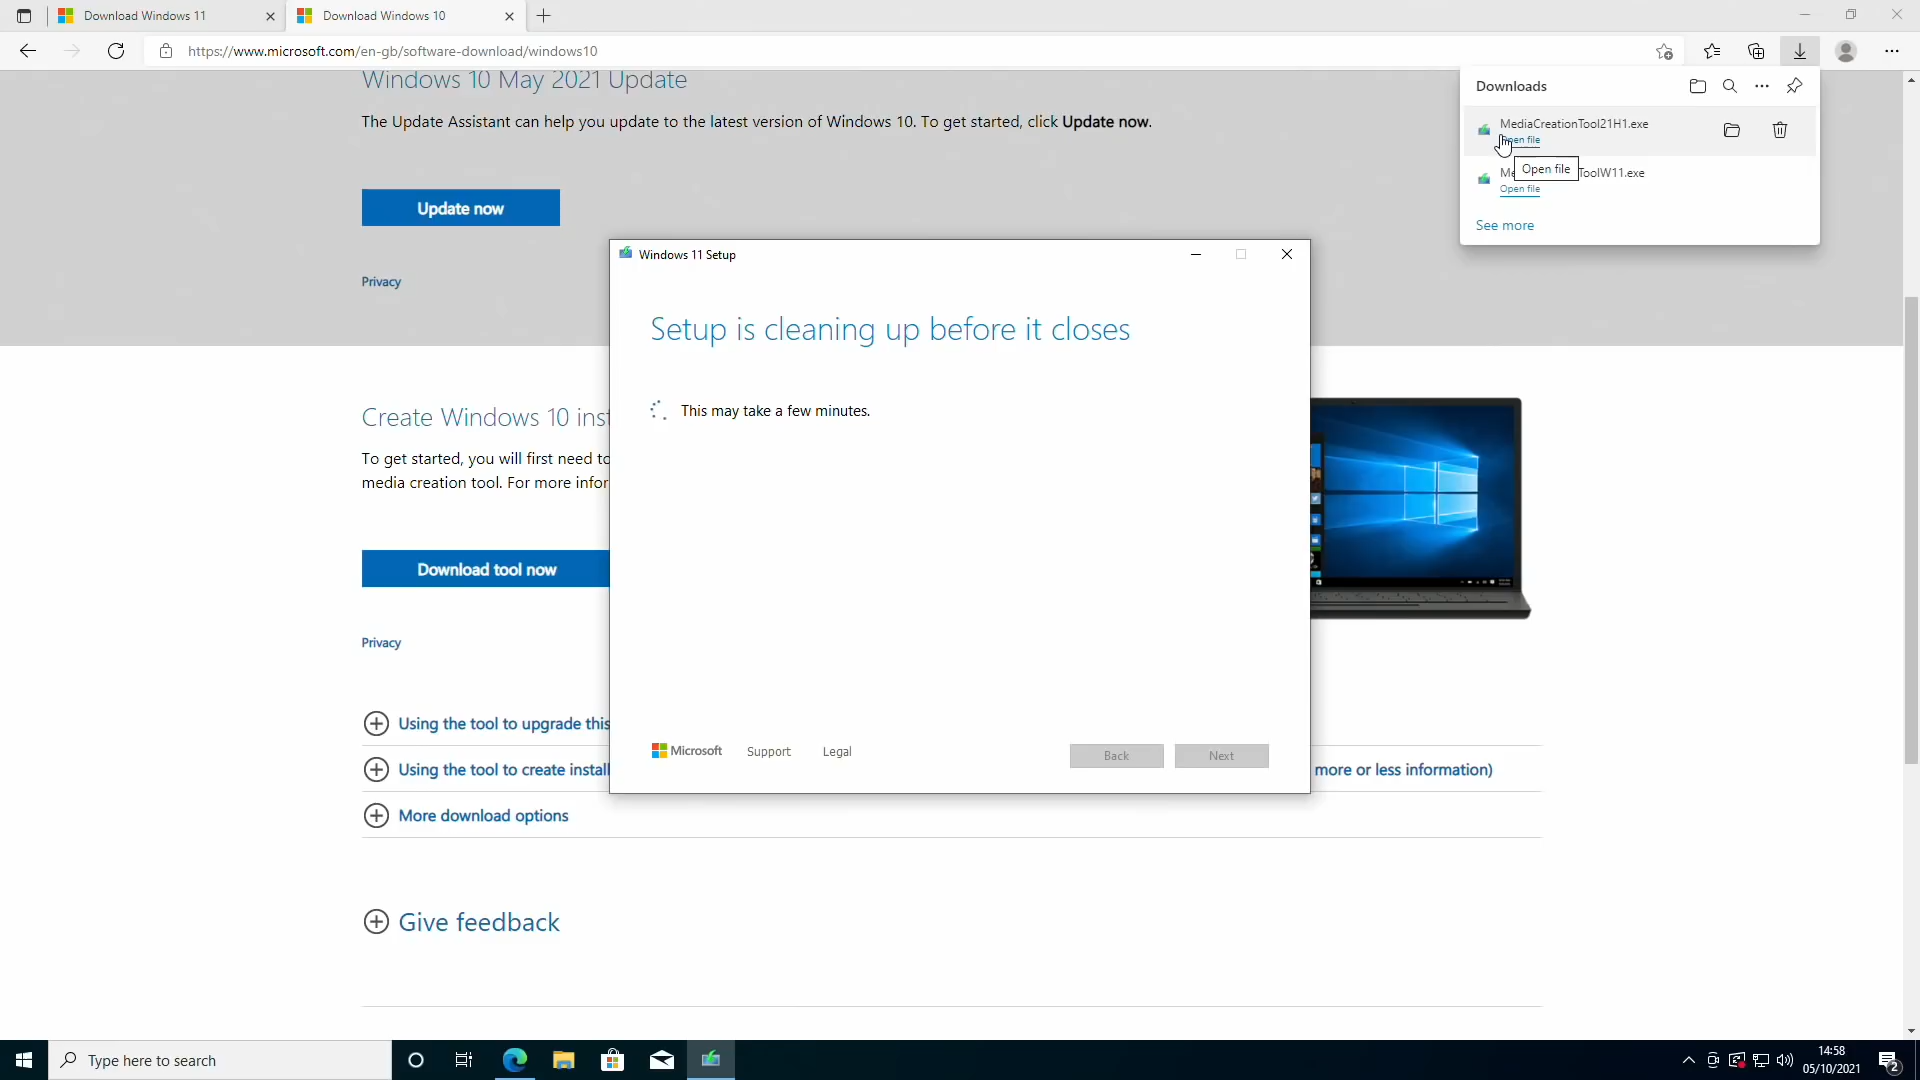 Download Windows 11
Download Windows 10
https://www.microsoft.com/en-gb/software-download/windows10
Windows 10 May 2021 Update
The Update Assistant can help you update to the latest version of Windows 10. To get started, click Update now.
Update now
Privacy
Downloads
MediaCreationTool21H1.exe
Open file
Open file
ToolW11.exe
Open file
See more
Windows 11 Setup
Setup is cleaning up before it closes
This may take a few minutes.
Microsoft
Support
Legal
Back
Next
Create Windows 10
To get started, you will first need to
media creation tool. For more
Download tool now
Privacy
Using the tool to upgrade this
Using the tool to create
more or less information)
More download options
Give feedback
Type here to search
14:58
05/10/2021
2